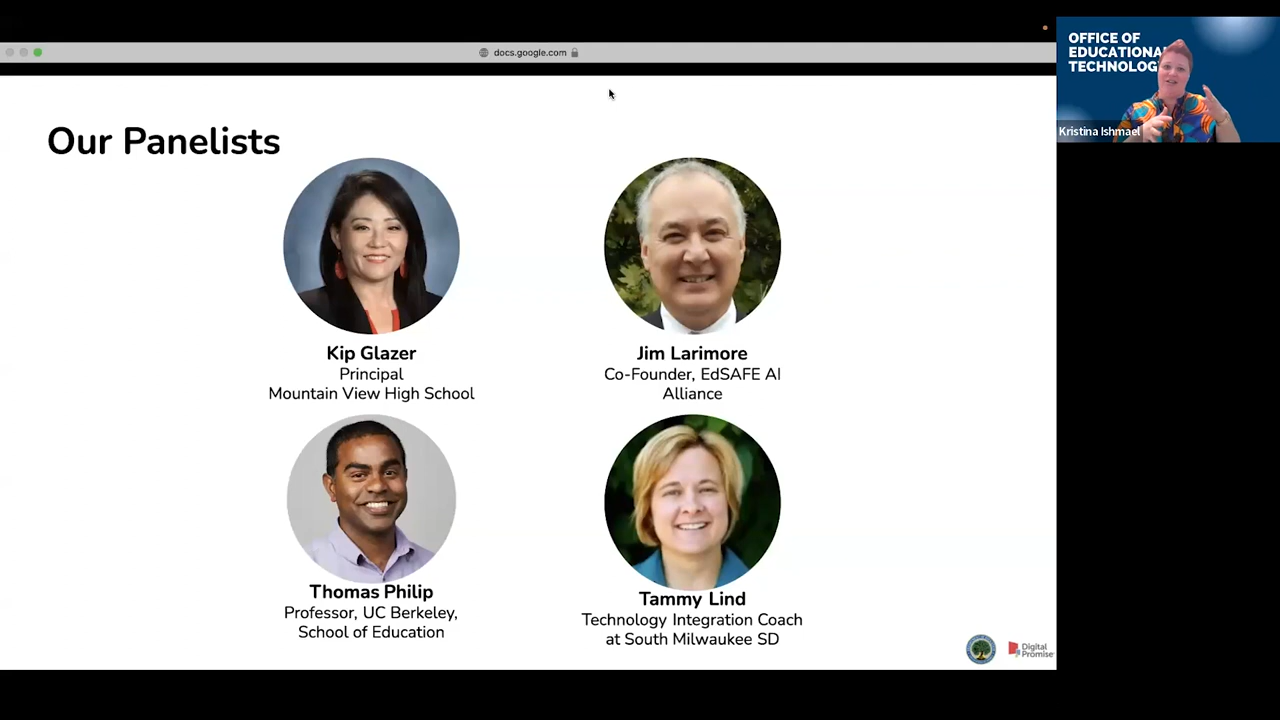 docs.google.com
OFFICE OF
EDUCATIONA
TECHNOLOG
Kristina Ishmael
Our Panelists
Kip Glazer
Principal
Mountain View High School
Jim Larimore
Co-Founder, EdSAFE AI
Alliance
Thomas Philip
Professor, UC Berkeley,
School of Education
Tammy Lind
Technology Integration Coach
at South Milwaukee SD
Digital
Promise